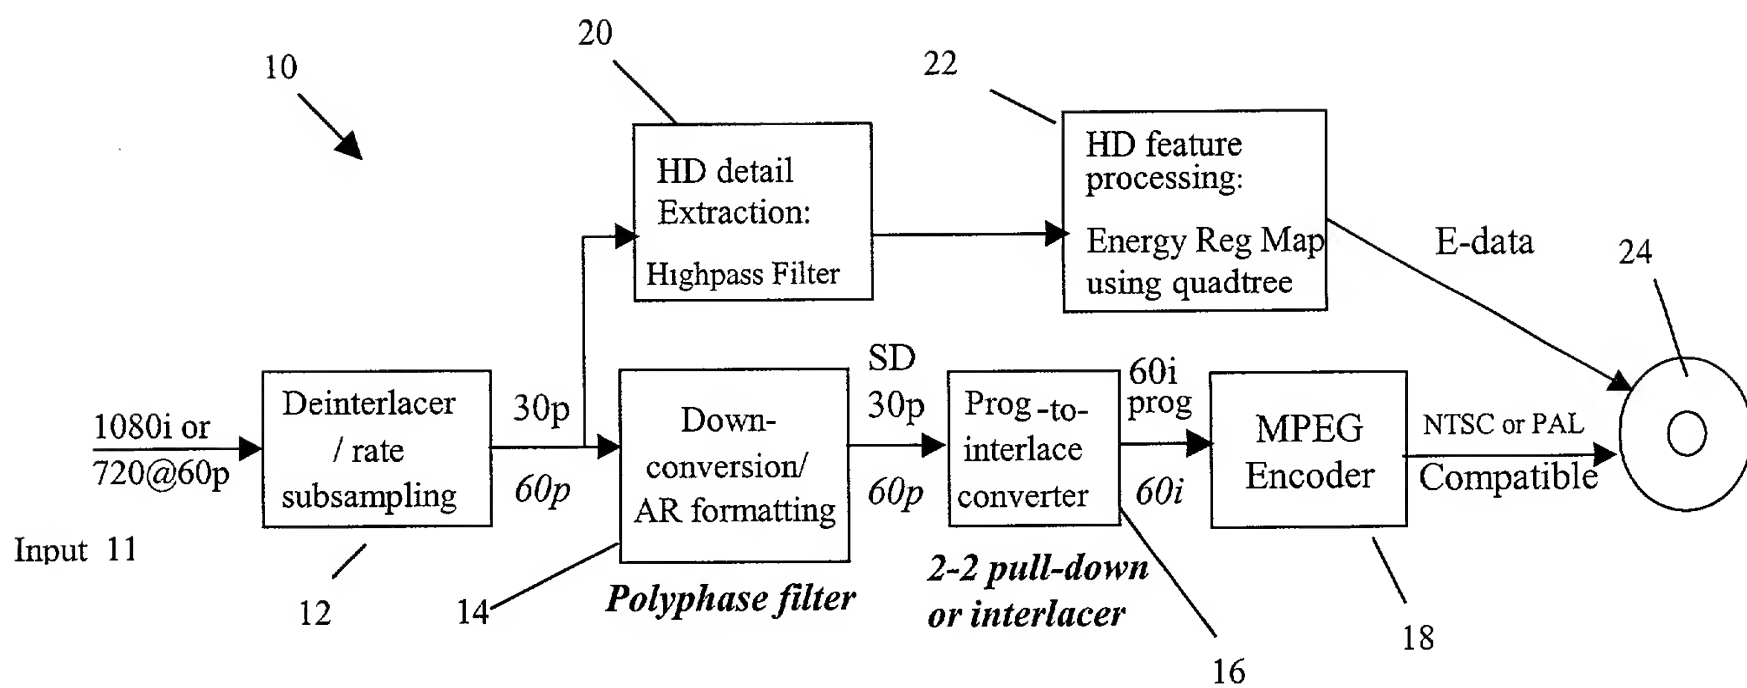 20
10
22
HD detail
Extraction:
Highpass Filter
HD feature
processing:
Energy Reg Map
using quadtree
E-data
24
1080i or
720@60p
Deinterlacer
/ rate
subsampling
30p
60p
Down-
conversion/
AR formatting
SD
30p
60p
Prog-to-
interlace
converter
60i
prog
60i
MPEG
Encoder
NTSC or PAL
Compatible
Input 11
12
14
Polyphase filter
2-2 pull-down
or interlacer
16
18